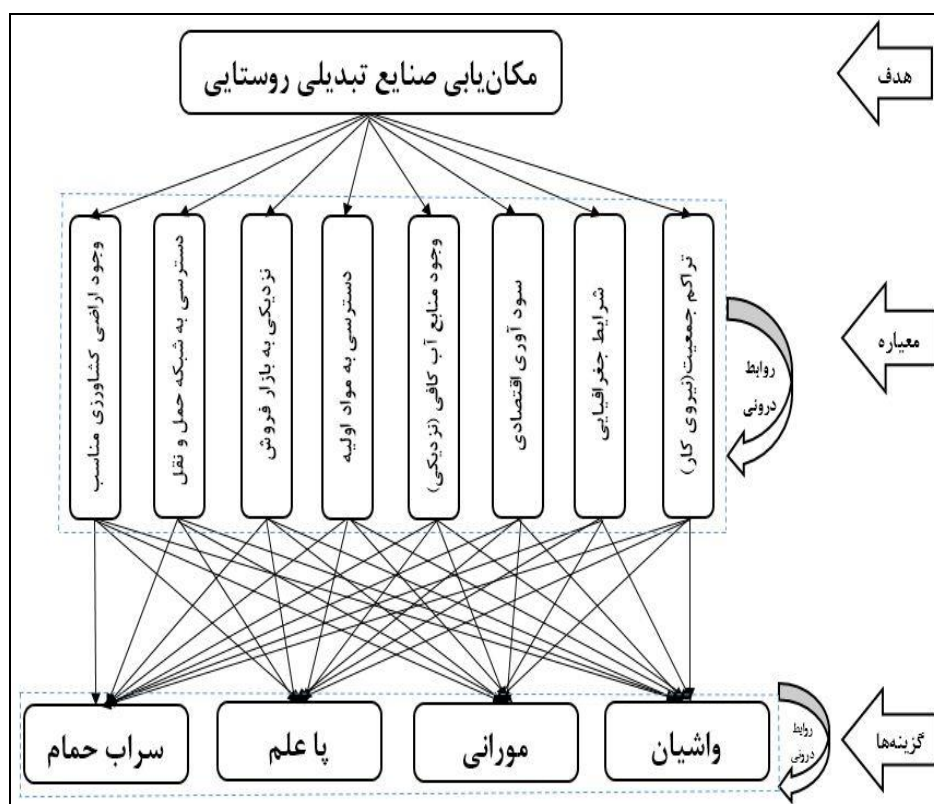 هدف
مکان‌یابی صنایع تبدیلی روستایی
معیاره
تراکم جمعیت(نیروی کار)
شرایط جغرافیایی
سود آوری اقتصادی
وجود منابع آب کافی (نزدیکی)
دسترسی به مواد اولیه
نزدیکی به بازار فروش
دسترسی به شبکه حمل و نقل
وجود اراضی کشاورزی مناسب
روابط
درونی
گزینه‌ها
واشیان
مورانی
پا علم
سراب حمام
روابط
درونی